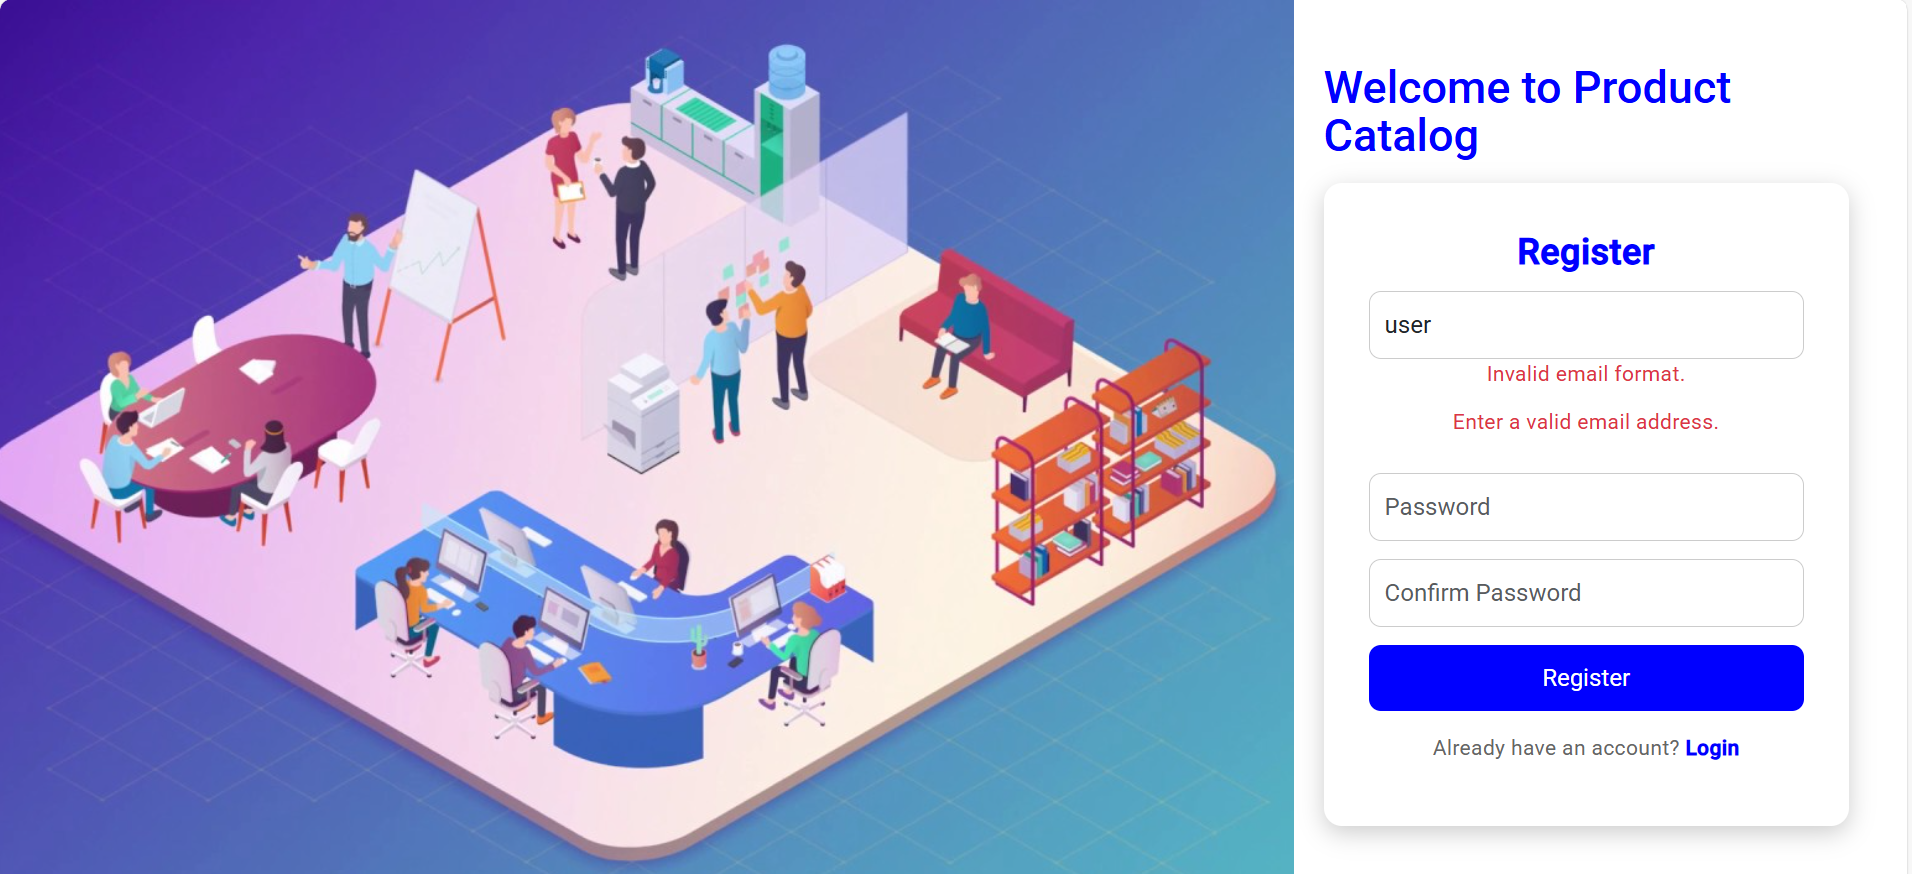 Welcome to Product
Catalog
Register
user
Invalid email format.
Enter a valid email address.
Password
Confirm Password
Register
Already have an account? Login